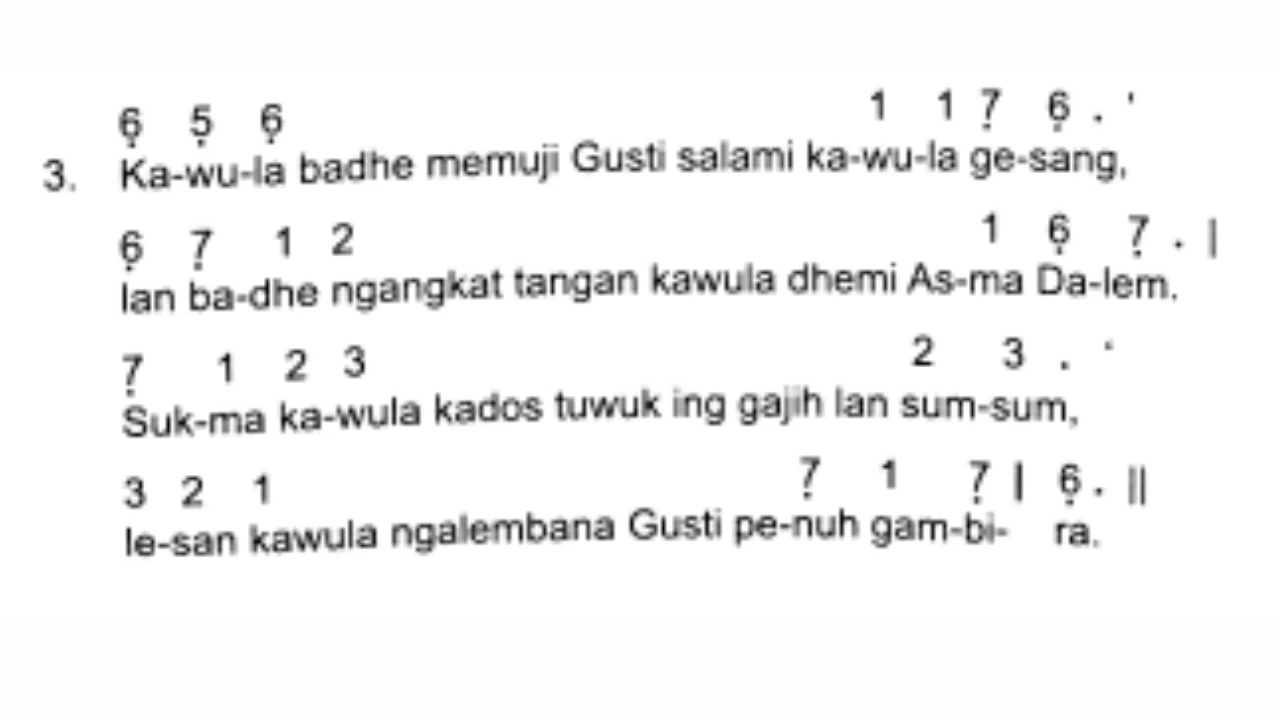 6̣ 5̣ 6̣ 1 1 7̣ 6̣ . '
3. Ka-wu-la badhe memuji Gusti salami ka-wu-la ge-sang,
6̣ 7̣ 1 2 1 6̣ 7̣ . |
lan ba-dhe ngangkat tangan kawula dhemi As-ma Da-lem.
7̣ 1 2 3 2 3 . '
Suk-ma ka-wula kados tuwuk ing gajih lan sum-sum,
3 2 1 7̣ 1 7̣ | 6̣ . ||
le-san kawula ngalembana Gusti pe-nuh gam-bi- ra.